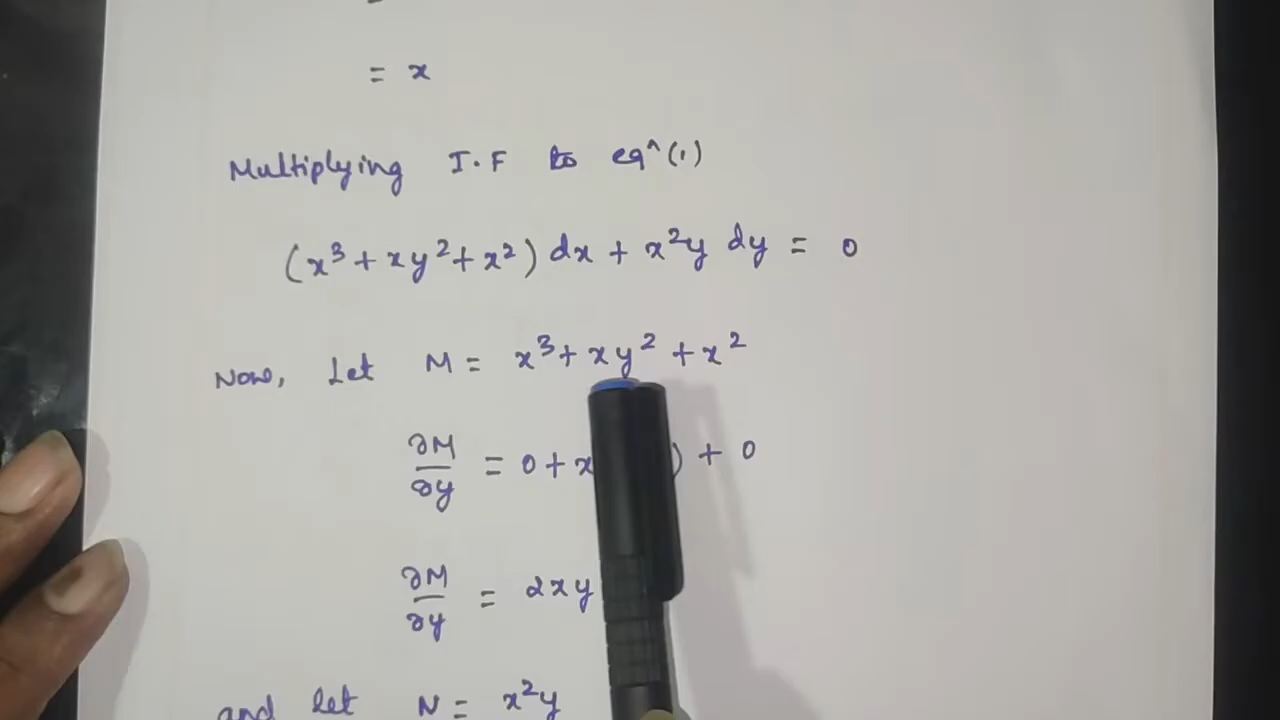 = x
Multiplying I.F to eqⁿ(1)
(x³ + xy² + x²) dx + x²y dy = 0
Now, Let M = x³ + xy² + x²
∂M/∂y = 0 + x ) + 0
∂M/∂y = 2xy
and let N = x²y